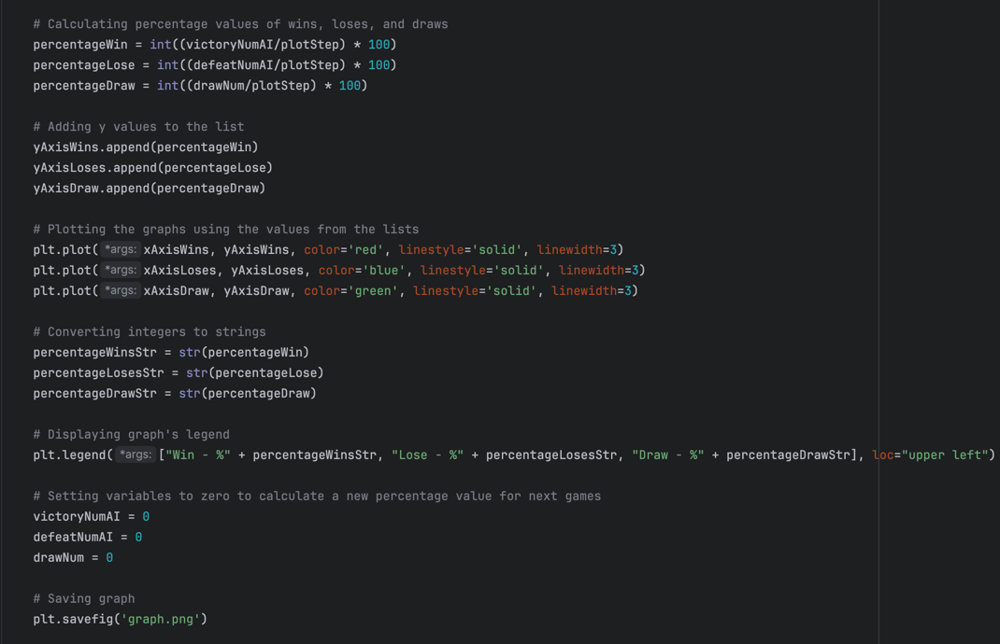 # Calculating percentage values of wins, loses, and draws
percentageWin = int((victoryNumAI/plotStep) * 100)
percentageLose = int((defeatNumAI/plotStep) * 100)
percentageDraw = int((drawNum/plotStep) * 100)
# Adding y values to the list
yAxisWins.append(percentageWin)
yAxisLoses.append(percentageLose)
yAxisDraw.append(percentageDraw)
# Plotting the graphs using the values from the lists
plt.plot( *args: xAxisWins, yAxisWins, color='red', linestyle='solid', linewidth=3)
plt.plot( *args: xAxisLoses, yAxisLoses, color='blue', linestyle='solid', linewidth=3)
plt.plot( *args: xAxisDraw, yAxisDraw, color='green', linestyle='solid', linewidth=3)
# Converting integers to strings
percentageWinsStr = str(percentageWin)
percentageLosesStr = str(percentageLose)
percentageDrawStr = str(percentageDraw)
# Displaying graph's legend
plt.legend( *args: ["Win - %" + percentageWinsStr, "Lose - %" + percentageLosesStr, "Draw - %" + percentageDrawStr], loc="upper left")
# Setting variables to zero to calculate a new percentage value for next games
victoryNumAI = 0
defeatNumAI = 0
drawNum = 0
# Saving graph
plt.savefig('graph.png')